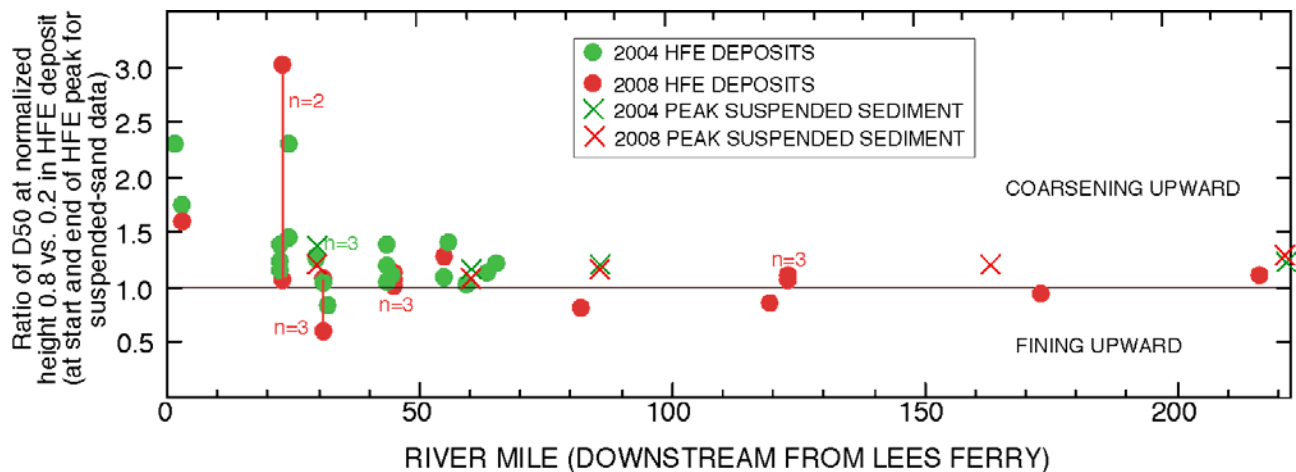 Ratio of D50 at normalized
height 0.8 vs. 0.2 in HFE deposit
(at start and end of HFE peak for
suspended-sand data)
3.0
2.5
2.0
1.5
1.0
0.5
2004 HFE DEPOSITS
2008 HFE DEPOSITS
2004 PEAK SUSPENDED SEDIMENT
2008 PEAK SUSPENDED SEDIMENT
n=2
COARSENING UPWARD
n=3
n=3
n=3
n=3
FINING UPWARD
0
50
100
150
200
RIVER MILE (DOWNSTREAM FROM LEES FERRY)